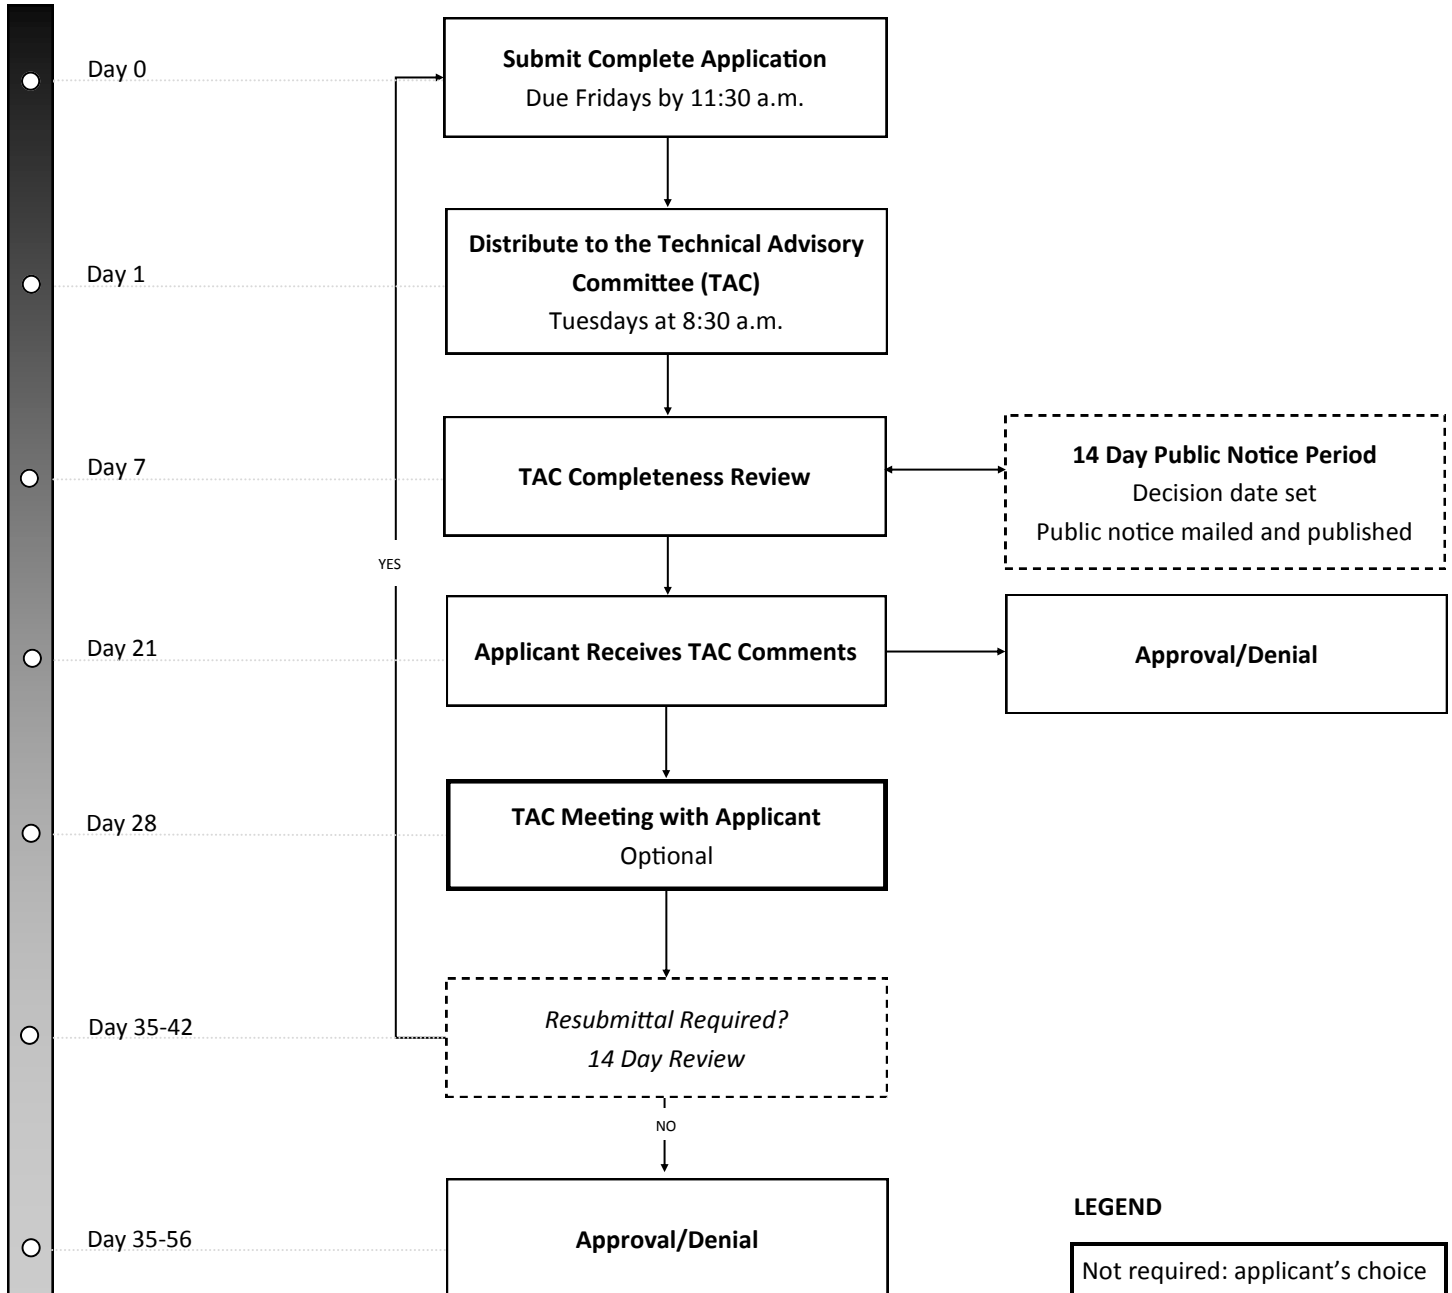 Day 0
Submit Complete Application
Due Fridays by 11:30 a.m.
Day 1
Distribute to the Technical Advisory
Committee (TAC)
Tuesdays at 8:30 a.m.
Day 7
TAC Completeness Review
14 Day Public Notice Period
Decision date set
Public notice mailed and published
YES
Day 21
Applicant Receives TAC Comments
Approval/Denial
Day 28
TAC Meeting with Applicant
Optional
Day 35-42
Resubmittal Required?
14 Day Review
NO
Day 35-56
Approval/Denial
LEGEND
Not required: applicant’s choice